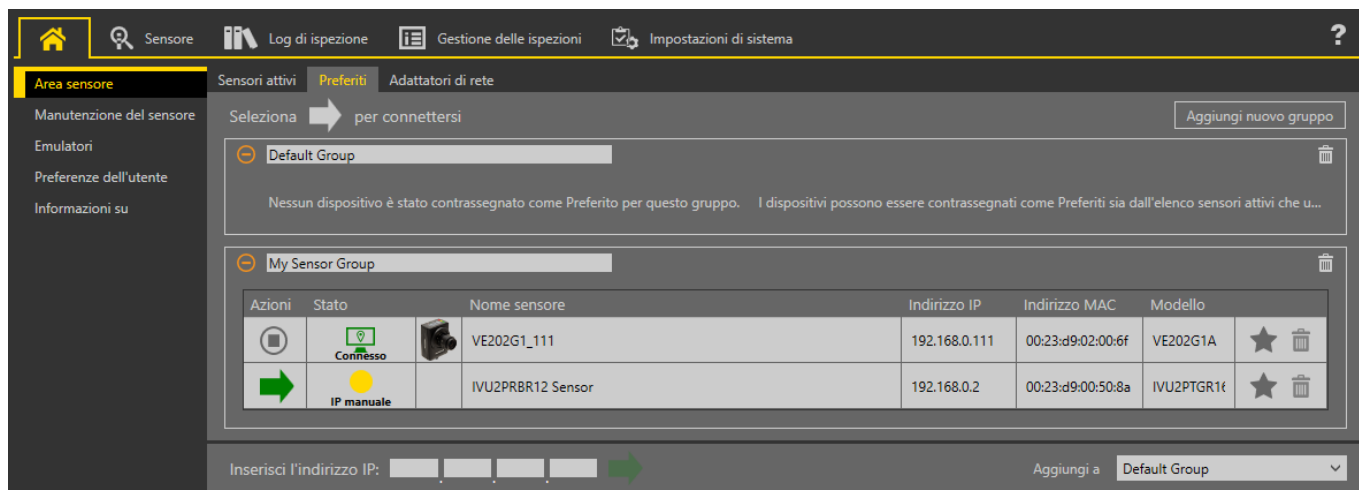 Sensore Log di ispezione Gestione delle ispezioni Impostazioni di sistema ?
Area sensore
Manutenzione del sensore
Emulatori
Preferenze dell'utente
Informazioni su
Sensori attivi Preferiti Adattatori di rete
Seleziona per connettersi Aggiungi nuovo gruppo
Default Group
Nessun dispositivo è stato contrassegnato come Preferito per questo gruppo. I dispositivi possono essere contrassegnati come Preferiti sia dall'elenco sensori attivi che u...
My Sensor Group
Azioni Stato Nome sensore Indirizzo IP Indirizzo MAC Modello
Connesso VE202G1_111 192.168.0.111 00:23:d9:02:00:6f VE202G1A
IP manuale IVU2PRBR12 Sensor 192.168.0.2 00:23:d9:00:50:8a IVU2PTGR16
Inserisci l'indirizzo IP: . . . Aggiungi a Default Group